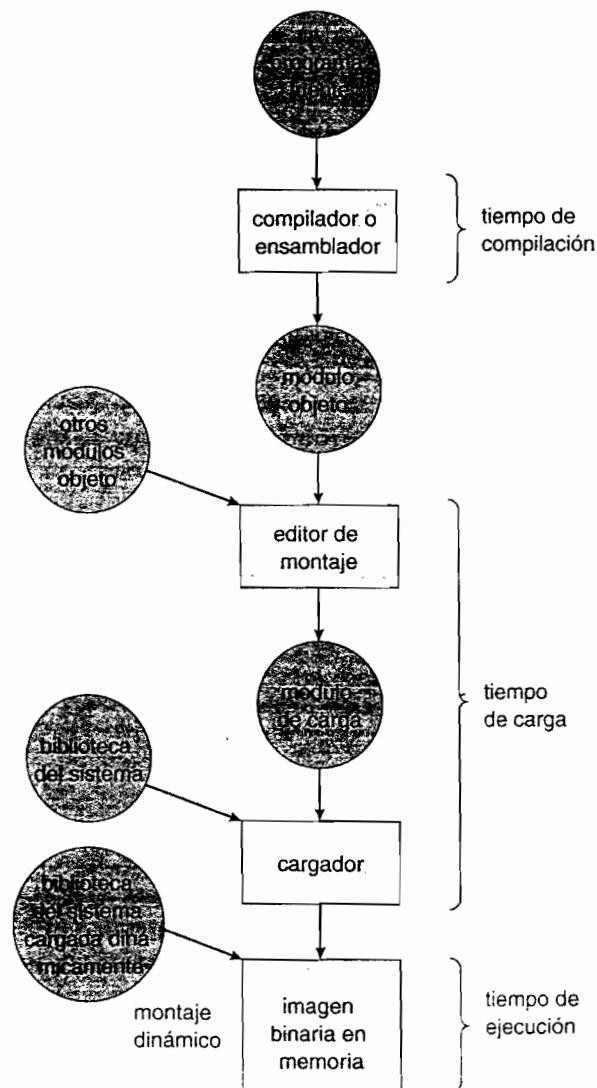 programa
fuente
compilador o
ensamblador
tiempo de
compilación
módulo
objeto
otros
módulos
objeto
editor de
montaje
módulo
de carga
tiempo
de carga
biblioteca
del sistema
cargador
biblioteca
del sistema
cargada diná
micamente
montaje
dinámico
imagen
binaria en
memoria
tiempo de
ejecución